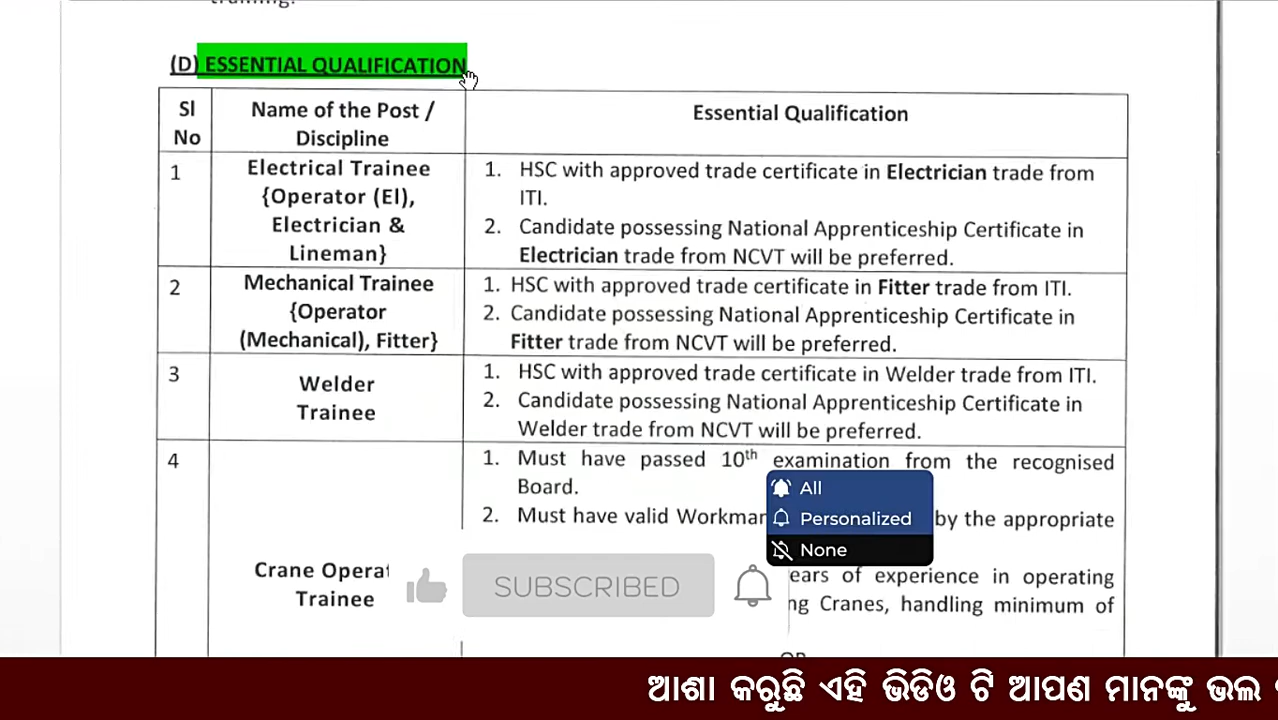 training.
(D) ESSENTIAL QUALIFICATION
Sl No
Name of the Post / Discipline
Essential Qualification
1
Electrical Trainee
{Operator (El),
Electrician &
Lineman}
1. HSC with approved trade certificate in Electrician trade from
ITI.
2. Candidate possessing National Apprenticeship Certificate in
Electrician trade from NCVT will be preferred.
2
Mechanical Trainee
{Operator
(Mechanical), Fitter}
1. HSC with approved trade certificate in Fitter trade from ITI.
2. Candidate possessing National Apprenticeship Certificate in
Fitter trade from NCVT will be preferred.
3
Welder
Trainee
1. HSC with approved trade certificate in Welder trade from ITI.
2. Candidate possessing National Apprenticeship Certificate in
Welder trade from NCVT will be preferred.
4
Crane Operat
Trainee
1. Must have passed 10th examination from the recognised
Board.
2. Must have valid Workman by the appropriate
ears of experience in operating
ng Cranes, handling minimum of
OR
All
Personalized
None
SUBSCRIBED
ଆଶା କରୁଛି ଏହି ଭିଡିଓ ଟି ଆପଣ ମାନଙ୍କୁ ଭଲ